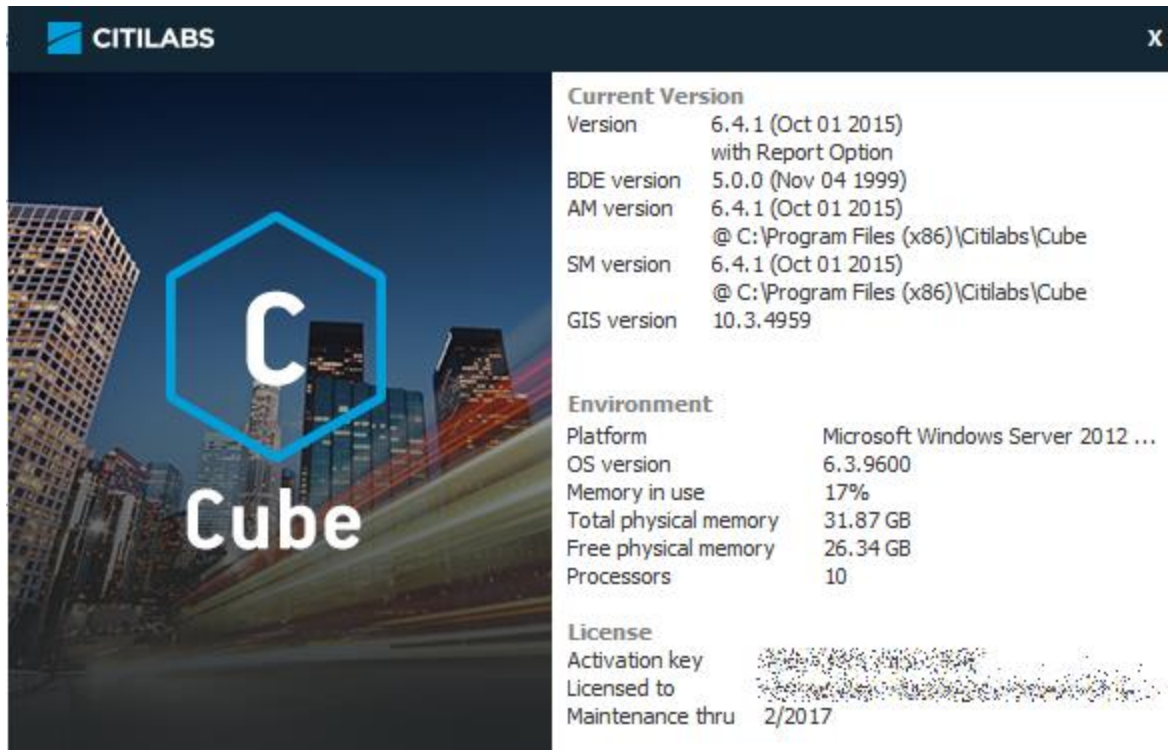 CITILABS
X
C
Cube
Current Version
Version 6.4.1 (Oct 01 2015)
with Report Option
BDE version 5.0.0 (Nov 04 1999)
AM version 6.4.1 (Oct 01 2015)
@ C:\Program Files (x86)\Citilabs\Cube
SM version 6.4.1 (Oct 01 2015)
@ C:\Program Files (x86)\Citilabs\Cube
GIS version 10.3.4959
Environment
Platform Microsoft Windows Server 2012 ...
OS version 6.3.9600
Memory in use 17%
Total physical memory 31.87 GB
Free physical memory 26.34 GB
Processors 10
License
Activation key
Licensed to
Maintenance thru 2/2017